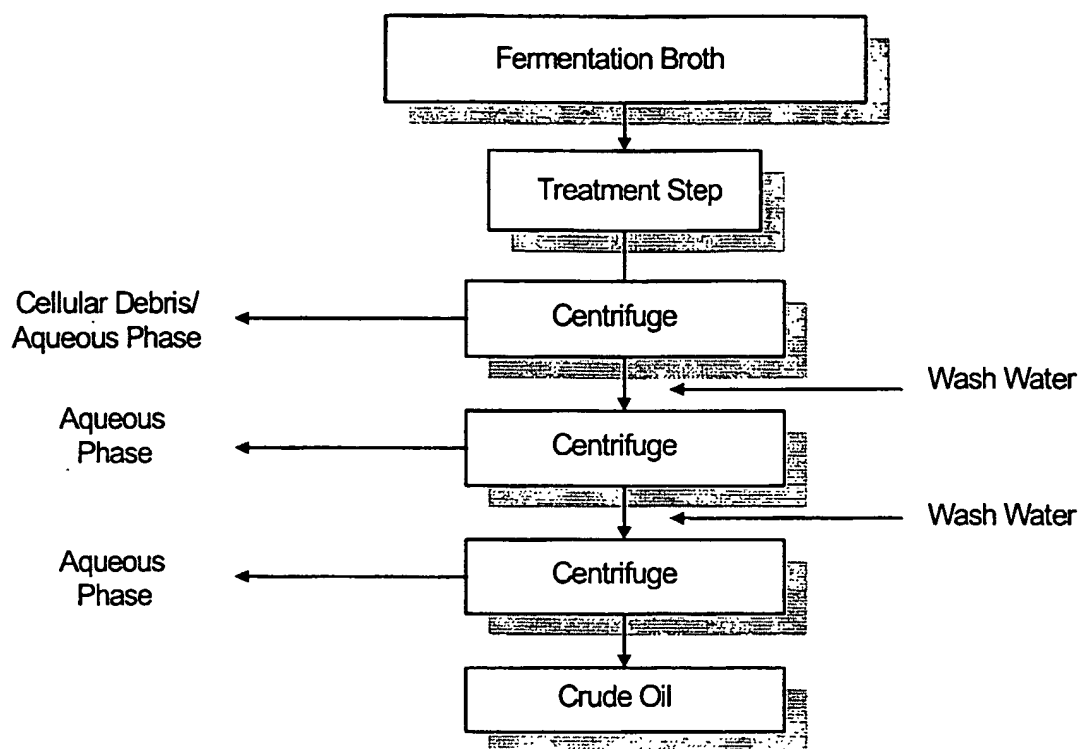 Fermentation Broth
Treatment Step
Cellular Debris/
Aqueous Phase
Centrifuge
Wash Water
Aqueous
Phase
Centrifuge
Wash Water
Aqueous
Phase
Centrifuge
Crude Oil